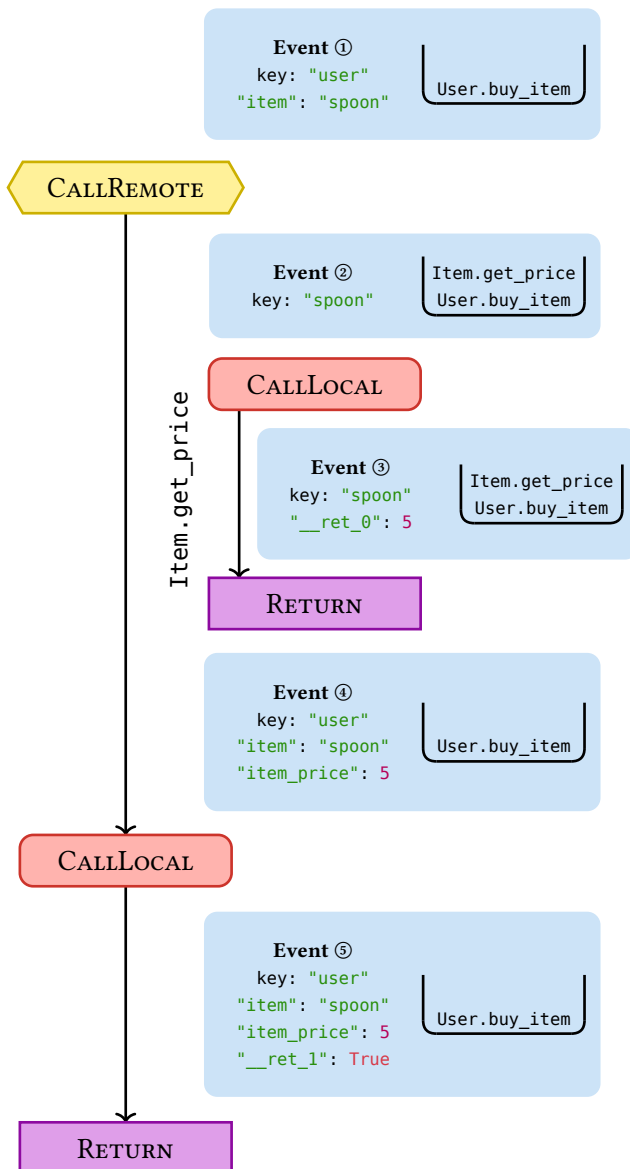 Event ①
key: "user"
"item": "spoon"
User.buy_item
CallRemote
Event ②
key: "spoon"
Item.get_price
User.buy_item
CallLocal
Item.get_price
Event ③
key: "spoon"
"__ret_0": 5
Item.get_price
User.buy_item
Return
Event ④
key: "user"
"item": "spoon"
"item_price": 5
User.buy_item
CallLocal
Event ⑤
key: "user"
"item": "spoon"
"item_price": 5
"__ret_1": True
User.buy_item
Return